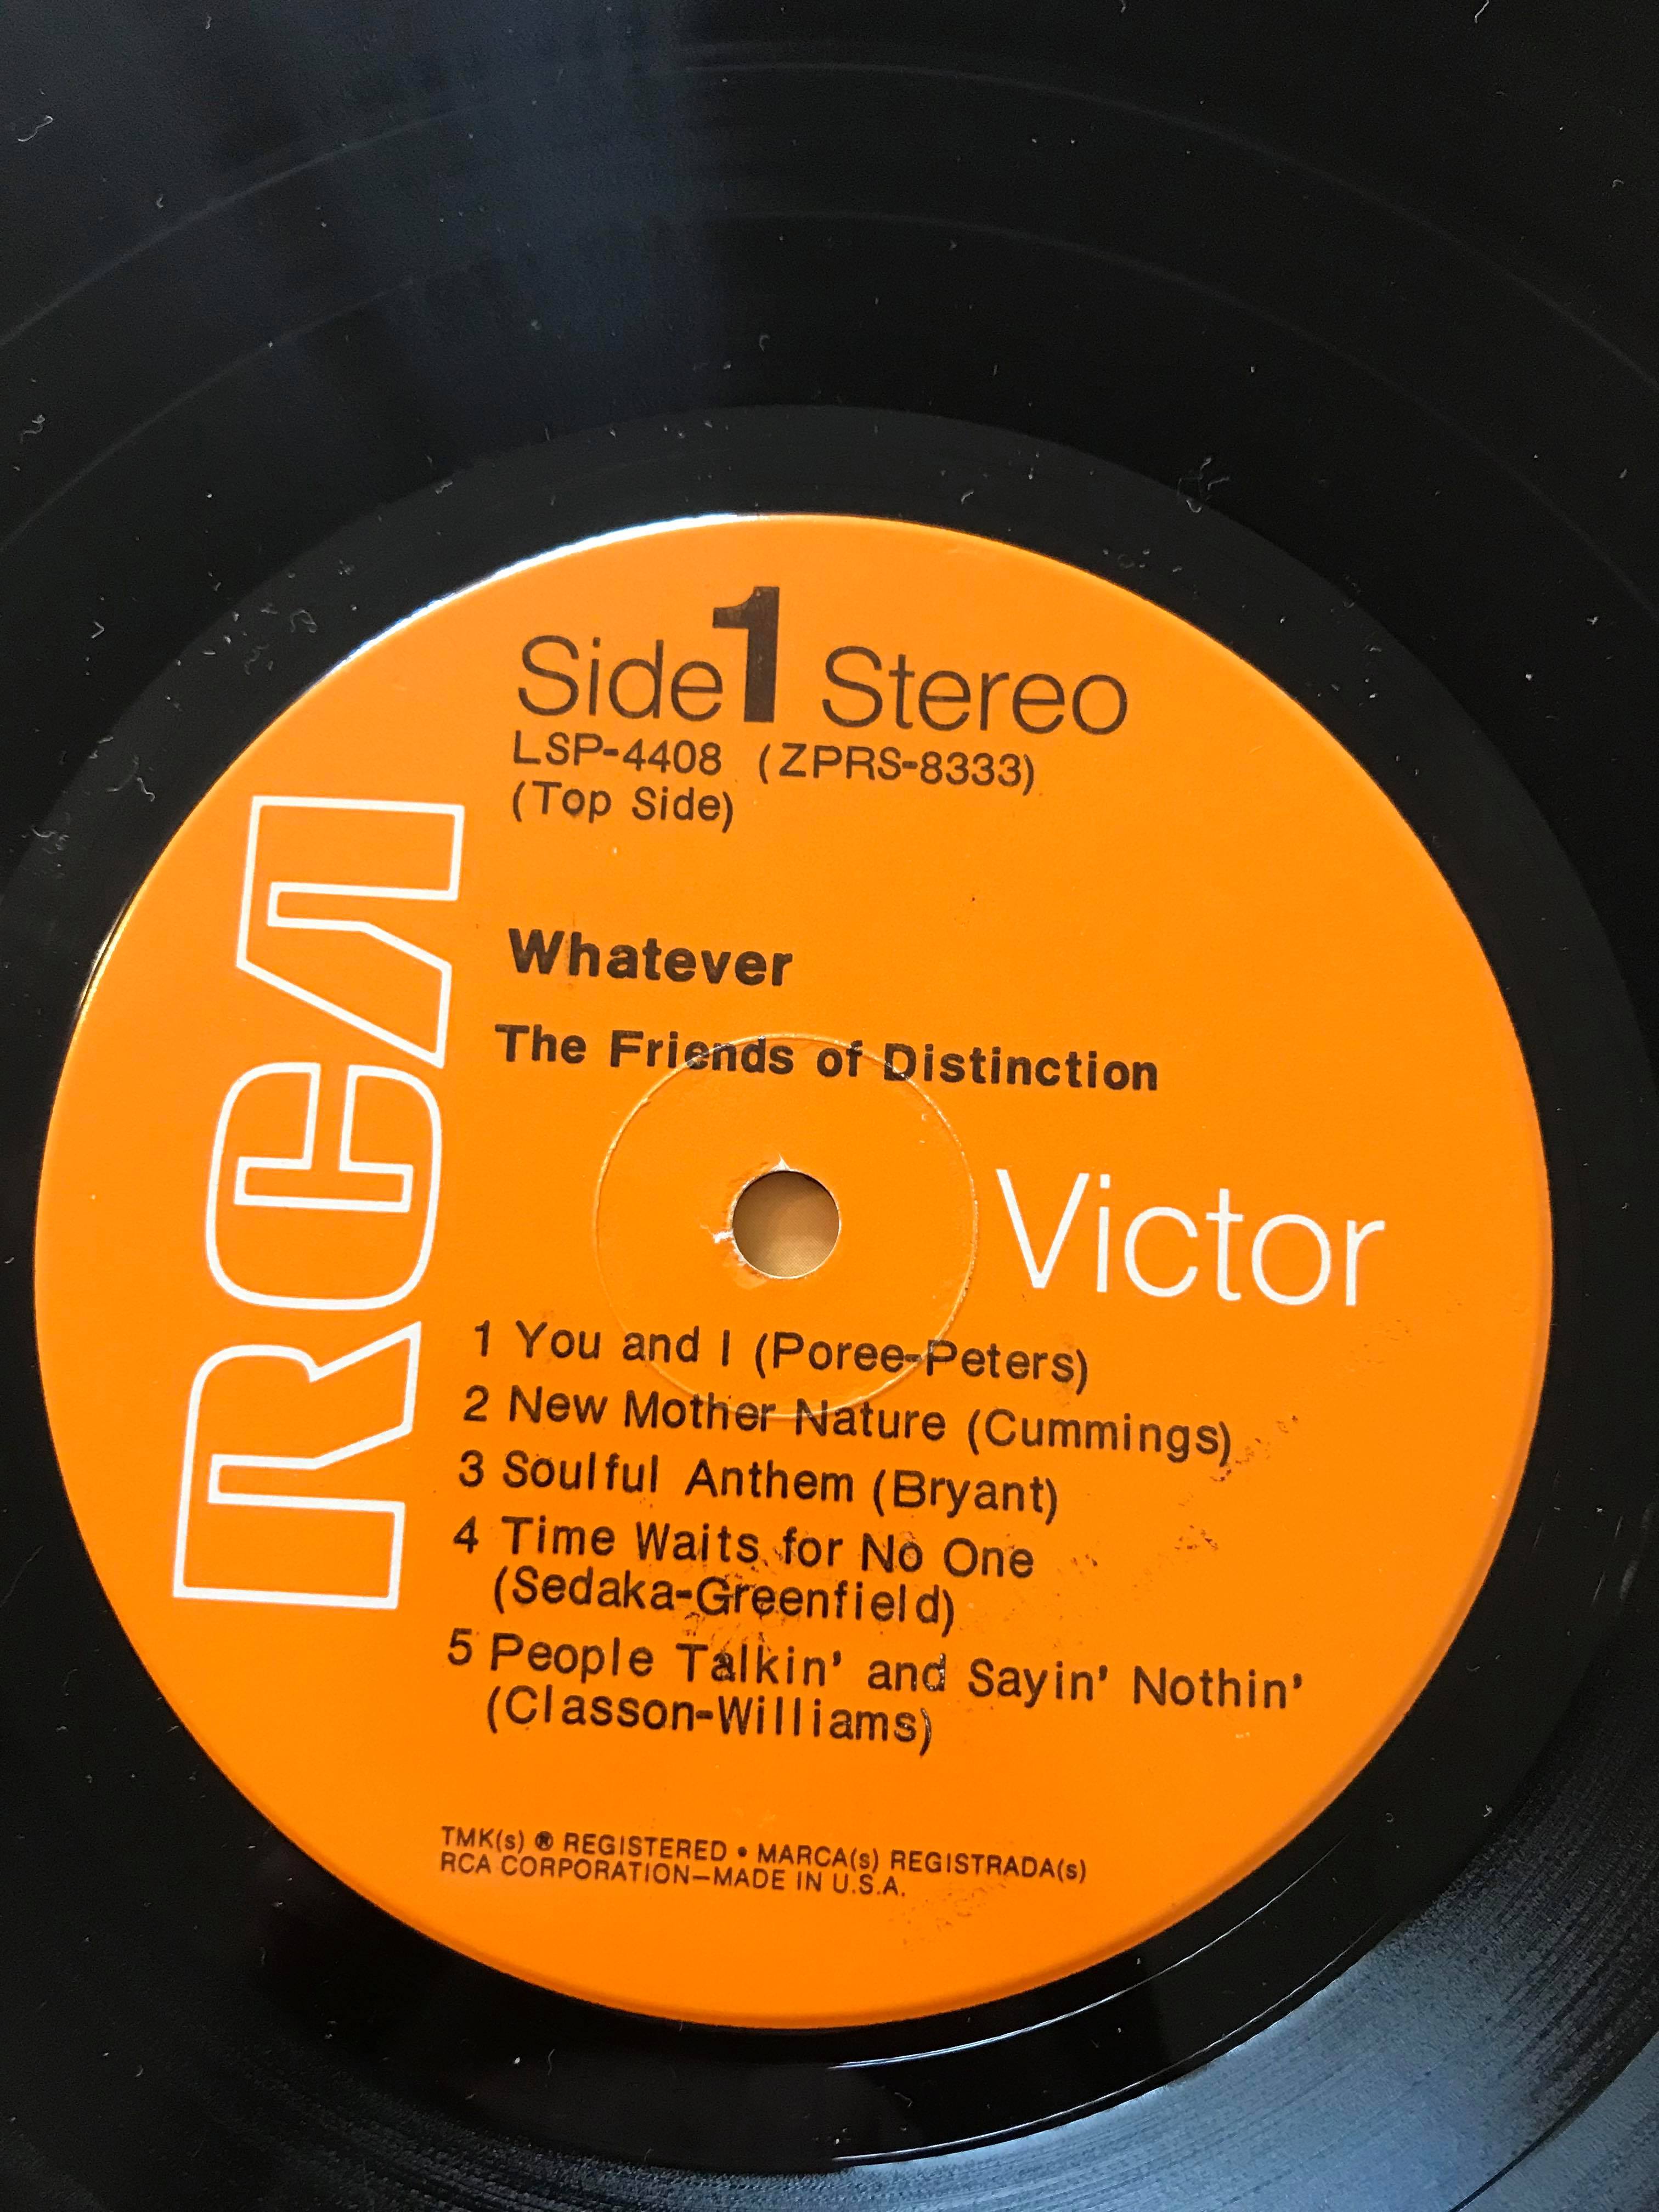 Side 1 Stereo
LSP-4408 (ZPRS-8333)
(Top Side)
RCA
Whatever
The Friends of Distinction
Victor
1 You and I (Poree-Peters)
2 New Mother Nature (Cummings)
3 Soulful Anthem (Bryant)
4 Time Waits for No One
(Sedaka-Greenfield)
5 People Talkin' and Sayin' Nothin'
(Classon-Williams)
TMK(s) ® REGISTERED • MARCA(s) REGISTRADA(s)
RCA CORPORATION—MADE IN U.S.A.